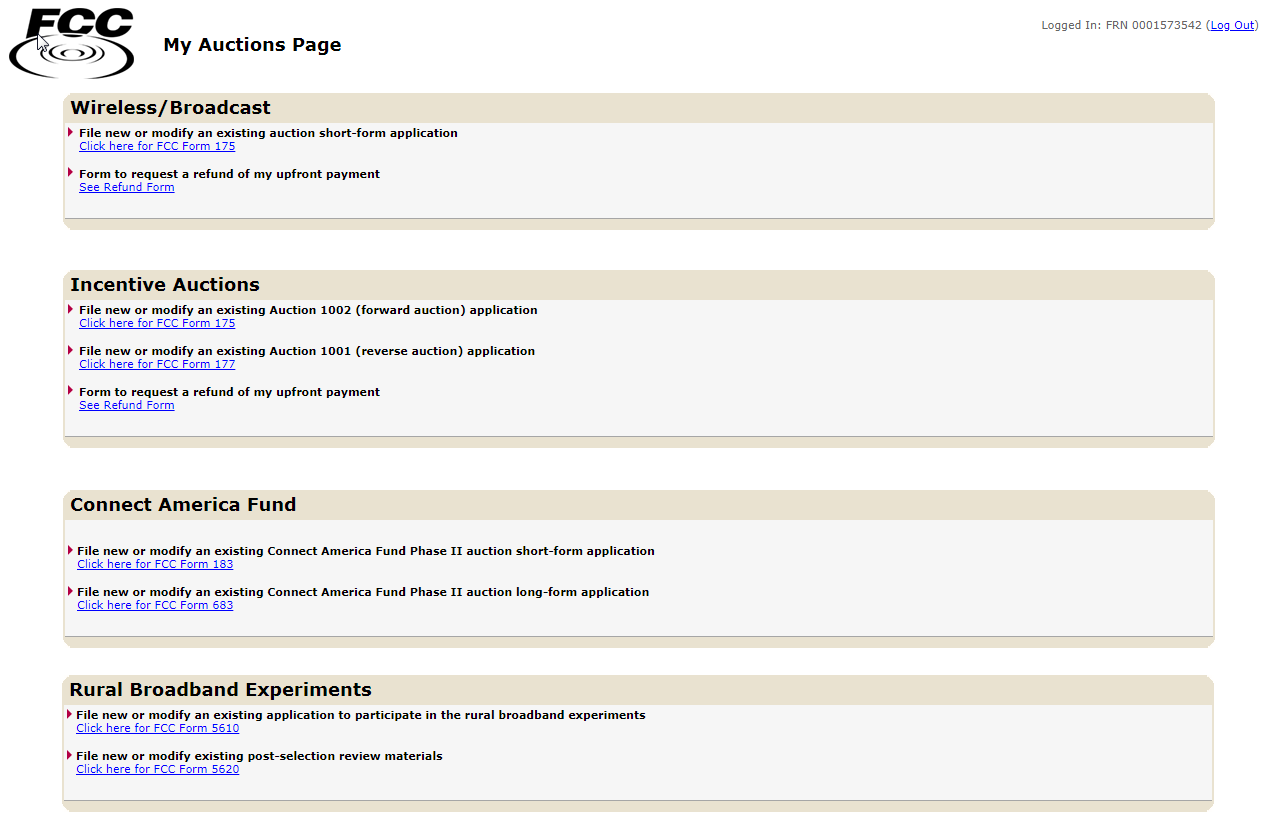 FCC
My Auctions Page
Logged In: FRN 0001573542 (Log Out)
Wireless/Broadcast
File new or modify an existing auction short-form application
Click here for FCC Form 175
Form to request a refund of my upfront payment
See Refund Form
Incentive Auctions
File new or modify an existing Auction 1002 (forward auction) application
Click here for FCC Form 175
File new or modify an existing Auction 1001 (reverse auction) application
Click here for FCC Form 177
Form to request a refund of my upfront payment
See Refund Form
Connect America Fund
File new or modify an existing Connect America Fund Phase II auction short-form application
Click here for FCC Form 183
File new or modify an existing Connect America Fund Phase II auction long-form application
Click here for FCC Form 683
Rural Broadband Experiments
File new or modify an existing application to participate in the rural broadband experiments
Click here for FCC Form 5610
File new or modify existing post-selection review materials
Click here for FCC Form 5620